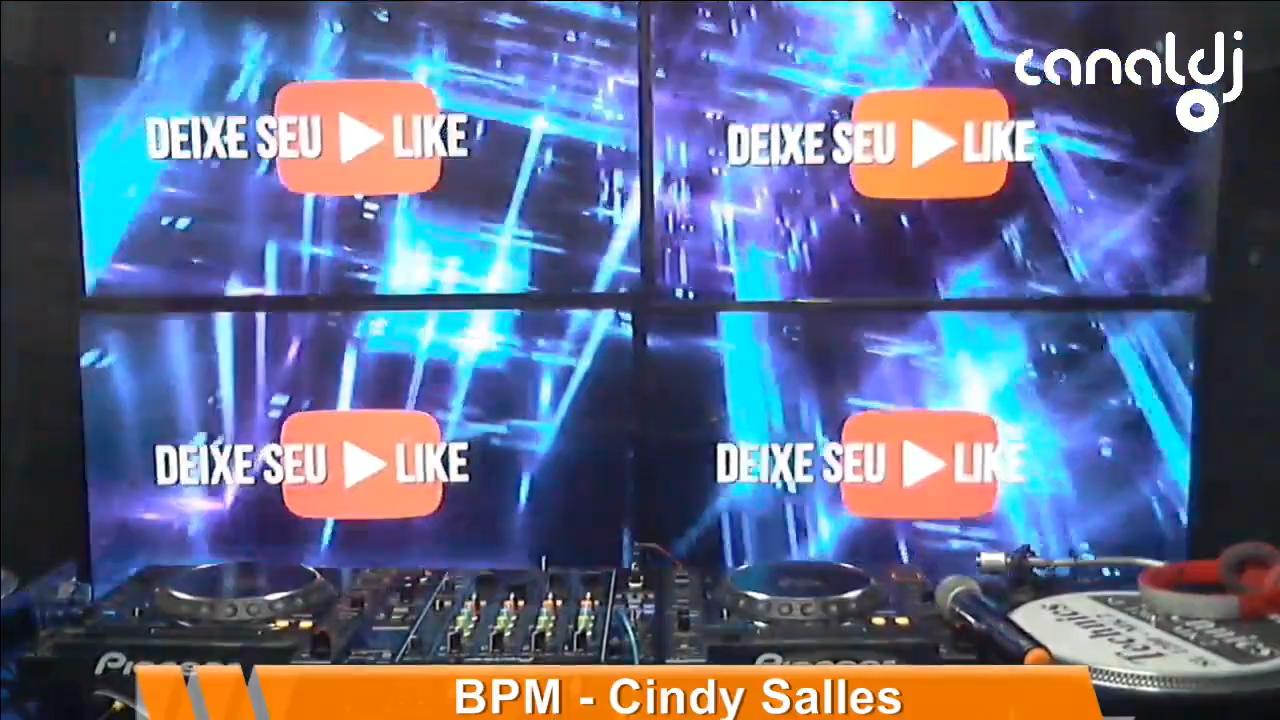 canaldj
DEIXE SEU LIKE
DEIXE SEU LIKE
DEIXE SEU LIKE
DEIXE SEU LIKE
Pioneer
Pioneer
Technics
BPM - Cindy Salles